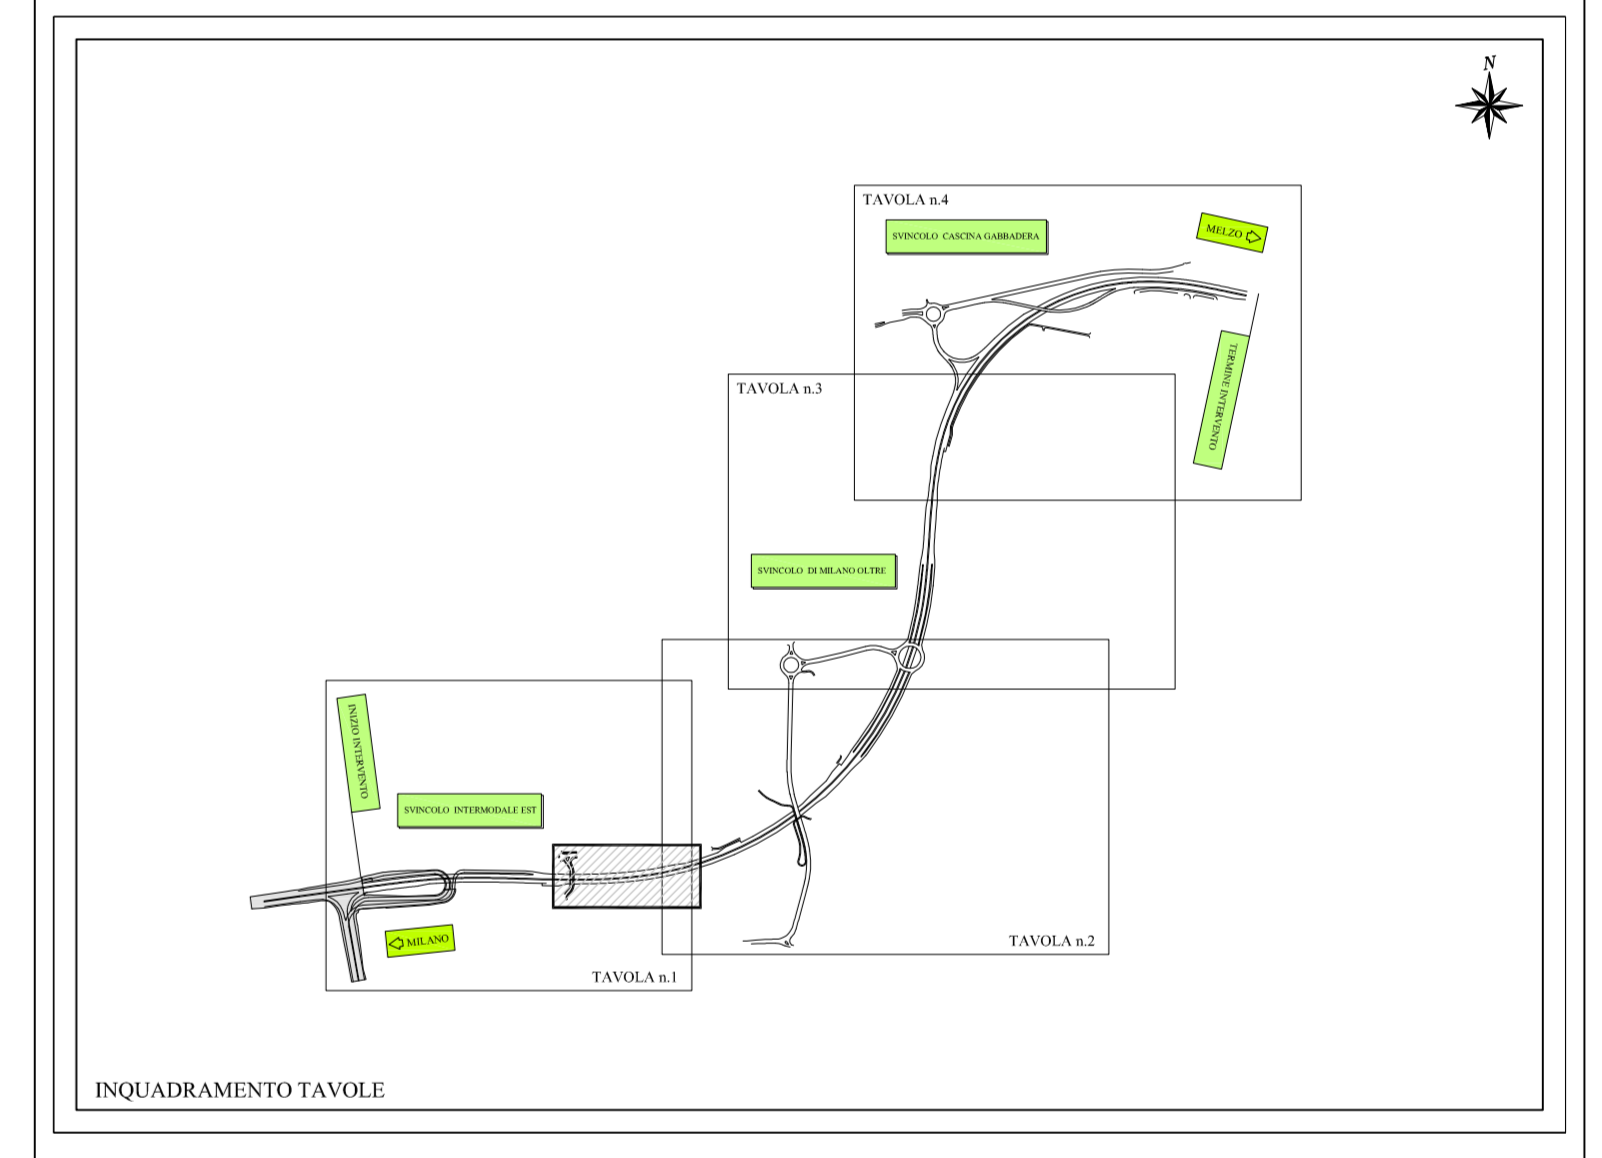 N
TAVOLA n.4
SVINCOLO CASCINA GABBADERA
MELZO
TERMINE INTERVENTO
TAVOLA n.3
SVINCOLO DI MILANO OLTRE
INIZIO INTERVENTO
SVINCOLO INTERMODALE EST
MILANO
TAVOLA n.2
TAVOLA n.1
INQUADRAMENTO TAVOLE